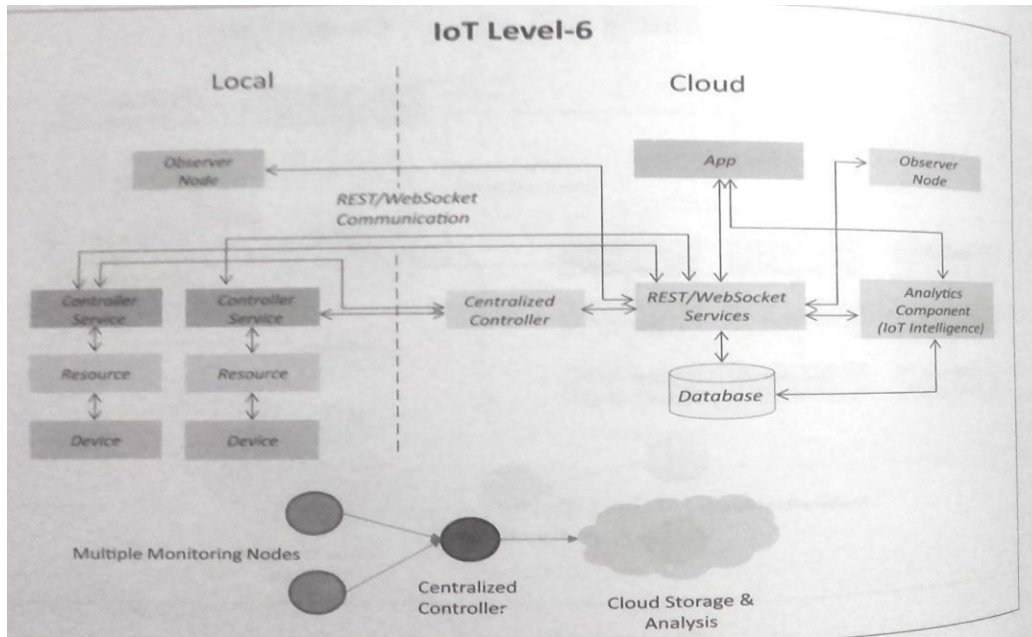 IoT Level-6
Local
Cloud
Observer
Node
App
Observer
Node
REST/WebSocket
Communication
Controller
Service
Controller
Service
Centralized
Controller
REST/WebSocket
Services
Analytics
Component
(IoT Intelligence)
Resource
Resource
Database
Device
Device
Multiple Monitoring Nodes
Centralized
Controller
Cloud Storage &
Analysis